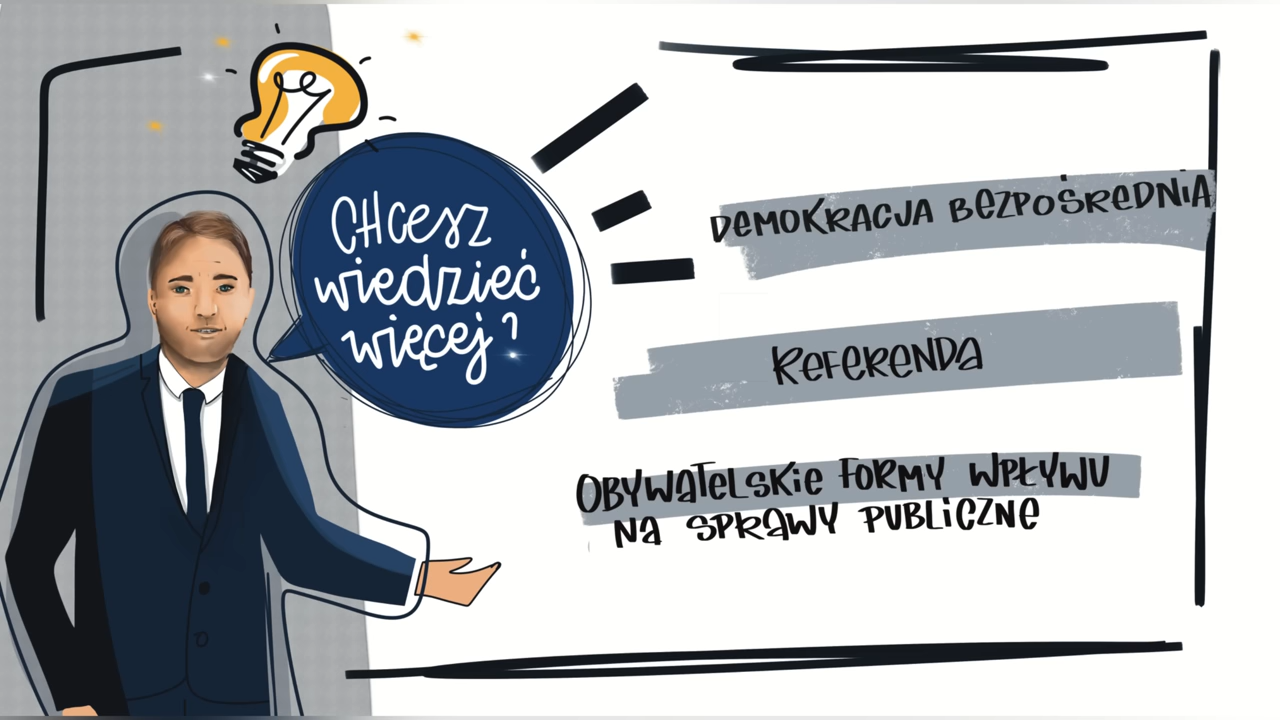 CHCESZ
wiedzieć
więcej?
DEMOKRACJA BEZPOŚREDNIA
REFERENDA
OBYWATELSKIE FORMY WPŁYWU
NA SPRAWY PUBLICZNE